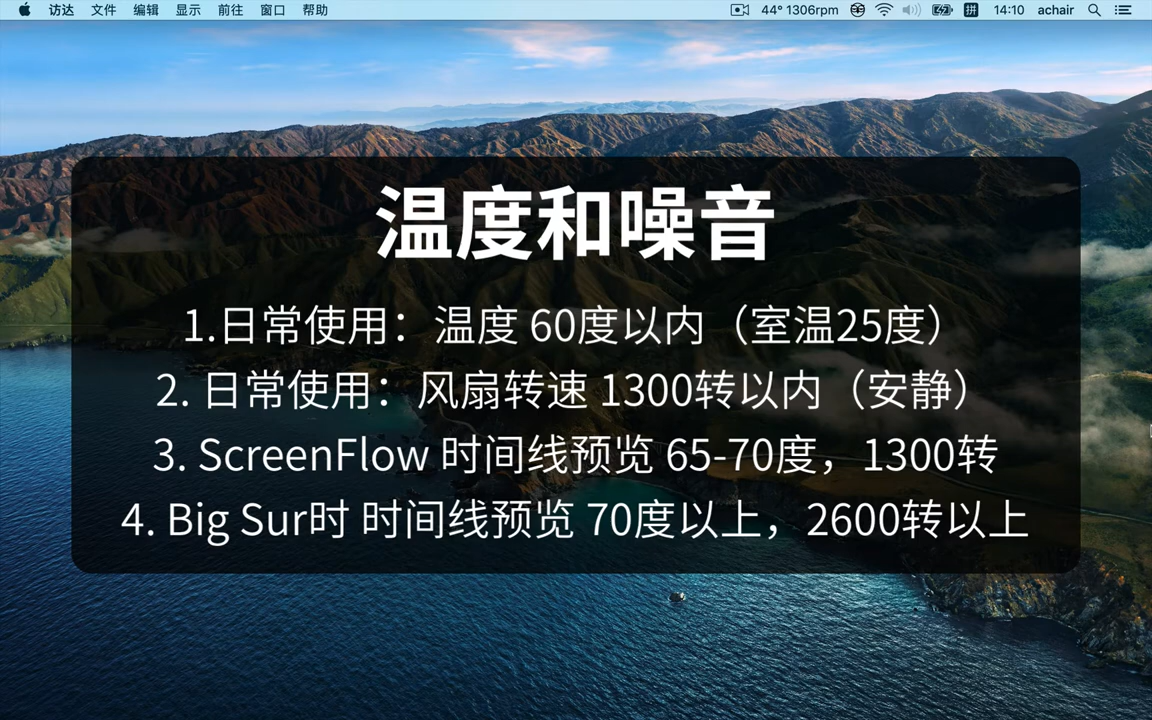 访达 文件 编辑 显示 前往 窗口 帮助 44° 1306rpm 拼 14:10 achair
温度和噪音
1.日常使用：温度 60度以内（室温25度）
2. 日常使用：风扇转速 1300转以内（安静）
3. ScreenFlow 时间线预览 65-70度，1300转
4. Big Sur时 时间线预览 70度以上，2600转以上